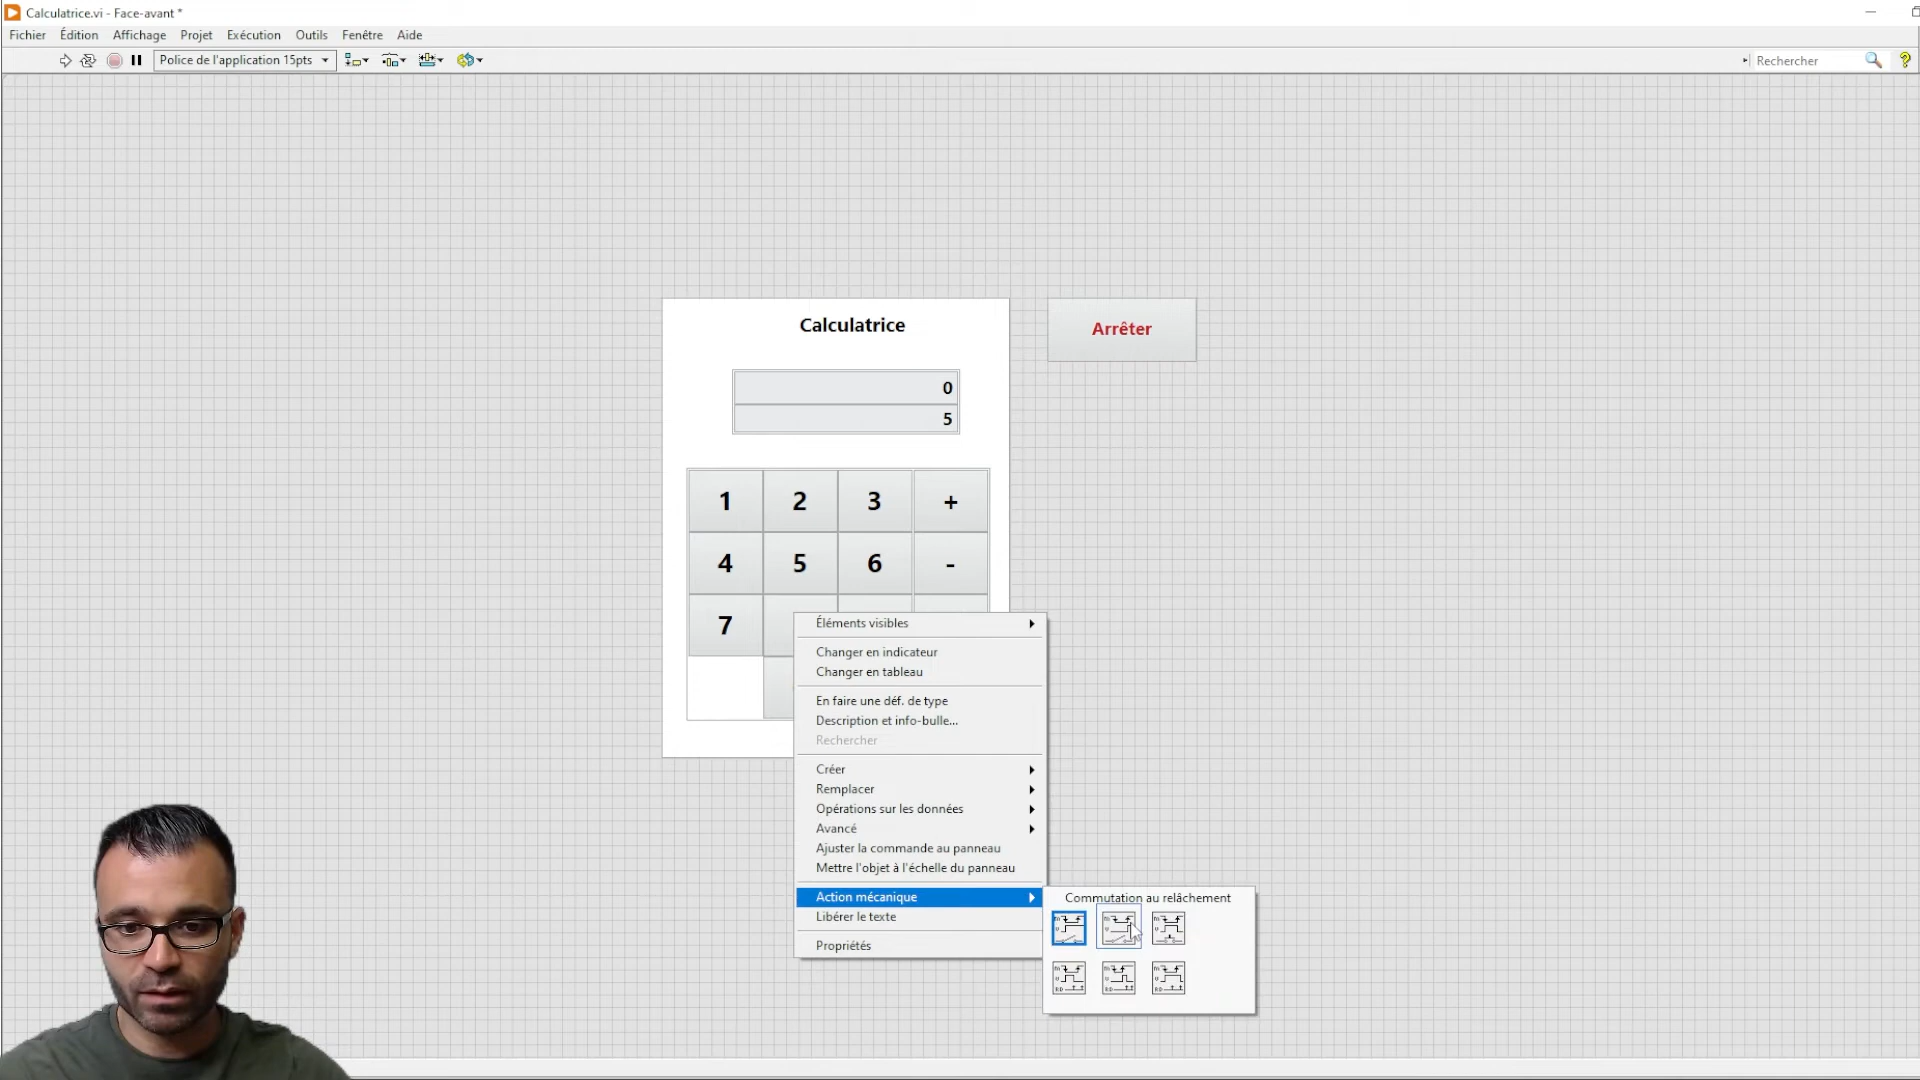 Calculatrice.vi - Face-avant *
Fichier Édition Affichage Projet Exécution Outils Fenêtre Aide
Police de l'application 15pts Rechercher ?
Calculatrice
Arrêter
0
5
1 2 3 +
4 5 6 -
7
Éléments visibles
Changer en indicateur
Changer en tableau
En faire une déf. de type
Description et info-bulle...
Rechercher
Créer
Remplacer
Opérations sur les données
Avancé
Ajuster la commande au panneau
Mettre l'objet à l'échelle du panneau
Action mécanique
Libérer le texte
Propriétés
Commutation au relâchement